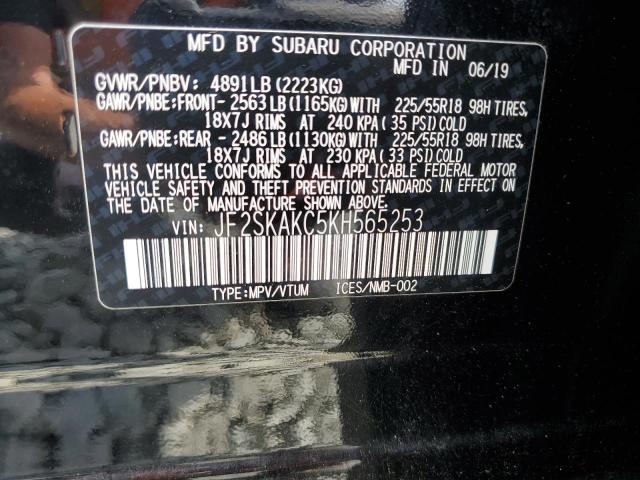 MFD BY SUBARU CORPORATION
MFD IN 06/19
GVWR/PNBV: 4891LB(2223KG)
GAWR/PNBE:FRONT-2563LB(1165KG)WITH 225/55R18 98H TIRES,
18X7J RIMS AT 240 KPA(35 PSI)COLD
GAWR/PNBE:REAR -2486LB(1130KG)WITH 225/55R18 98H TIRES,
18X7J RIMS AT 230 KPA(33 PSI)COLD
THIS VEHICLE CONFORMS TO ALL APPLICABLE FEDERAL MOTOR
VEHICLE SAFETY AND THEFT PREVENTION STANDARDS IN EFFECT ON
THE DATE OF MANUFACTURE SHOWN ABOVE.
VIN: JF2SKAKC5KH565253
TYPE:MPV/VTUM ICES/NMB-002